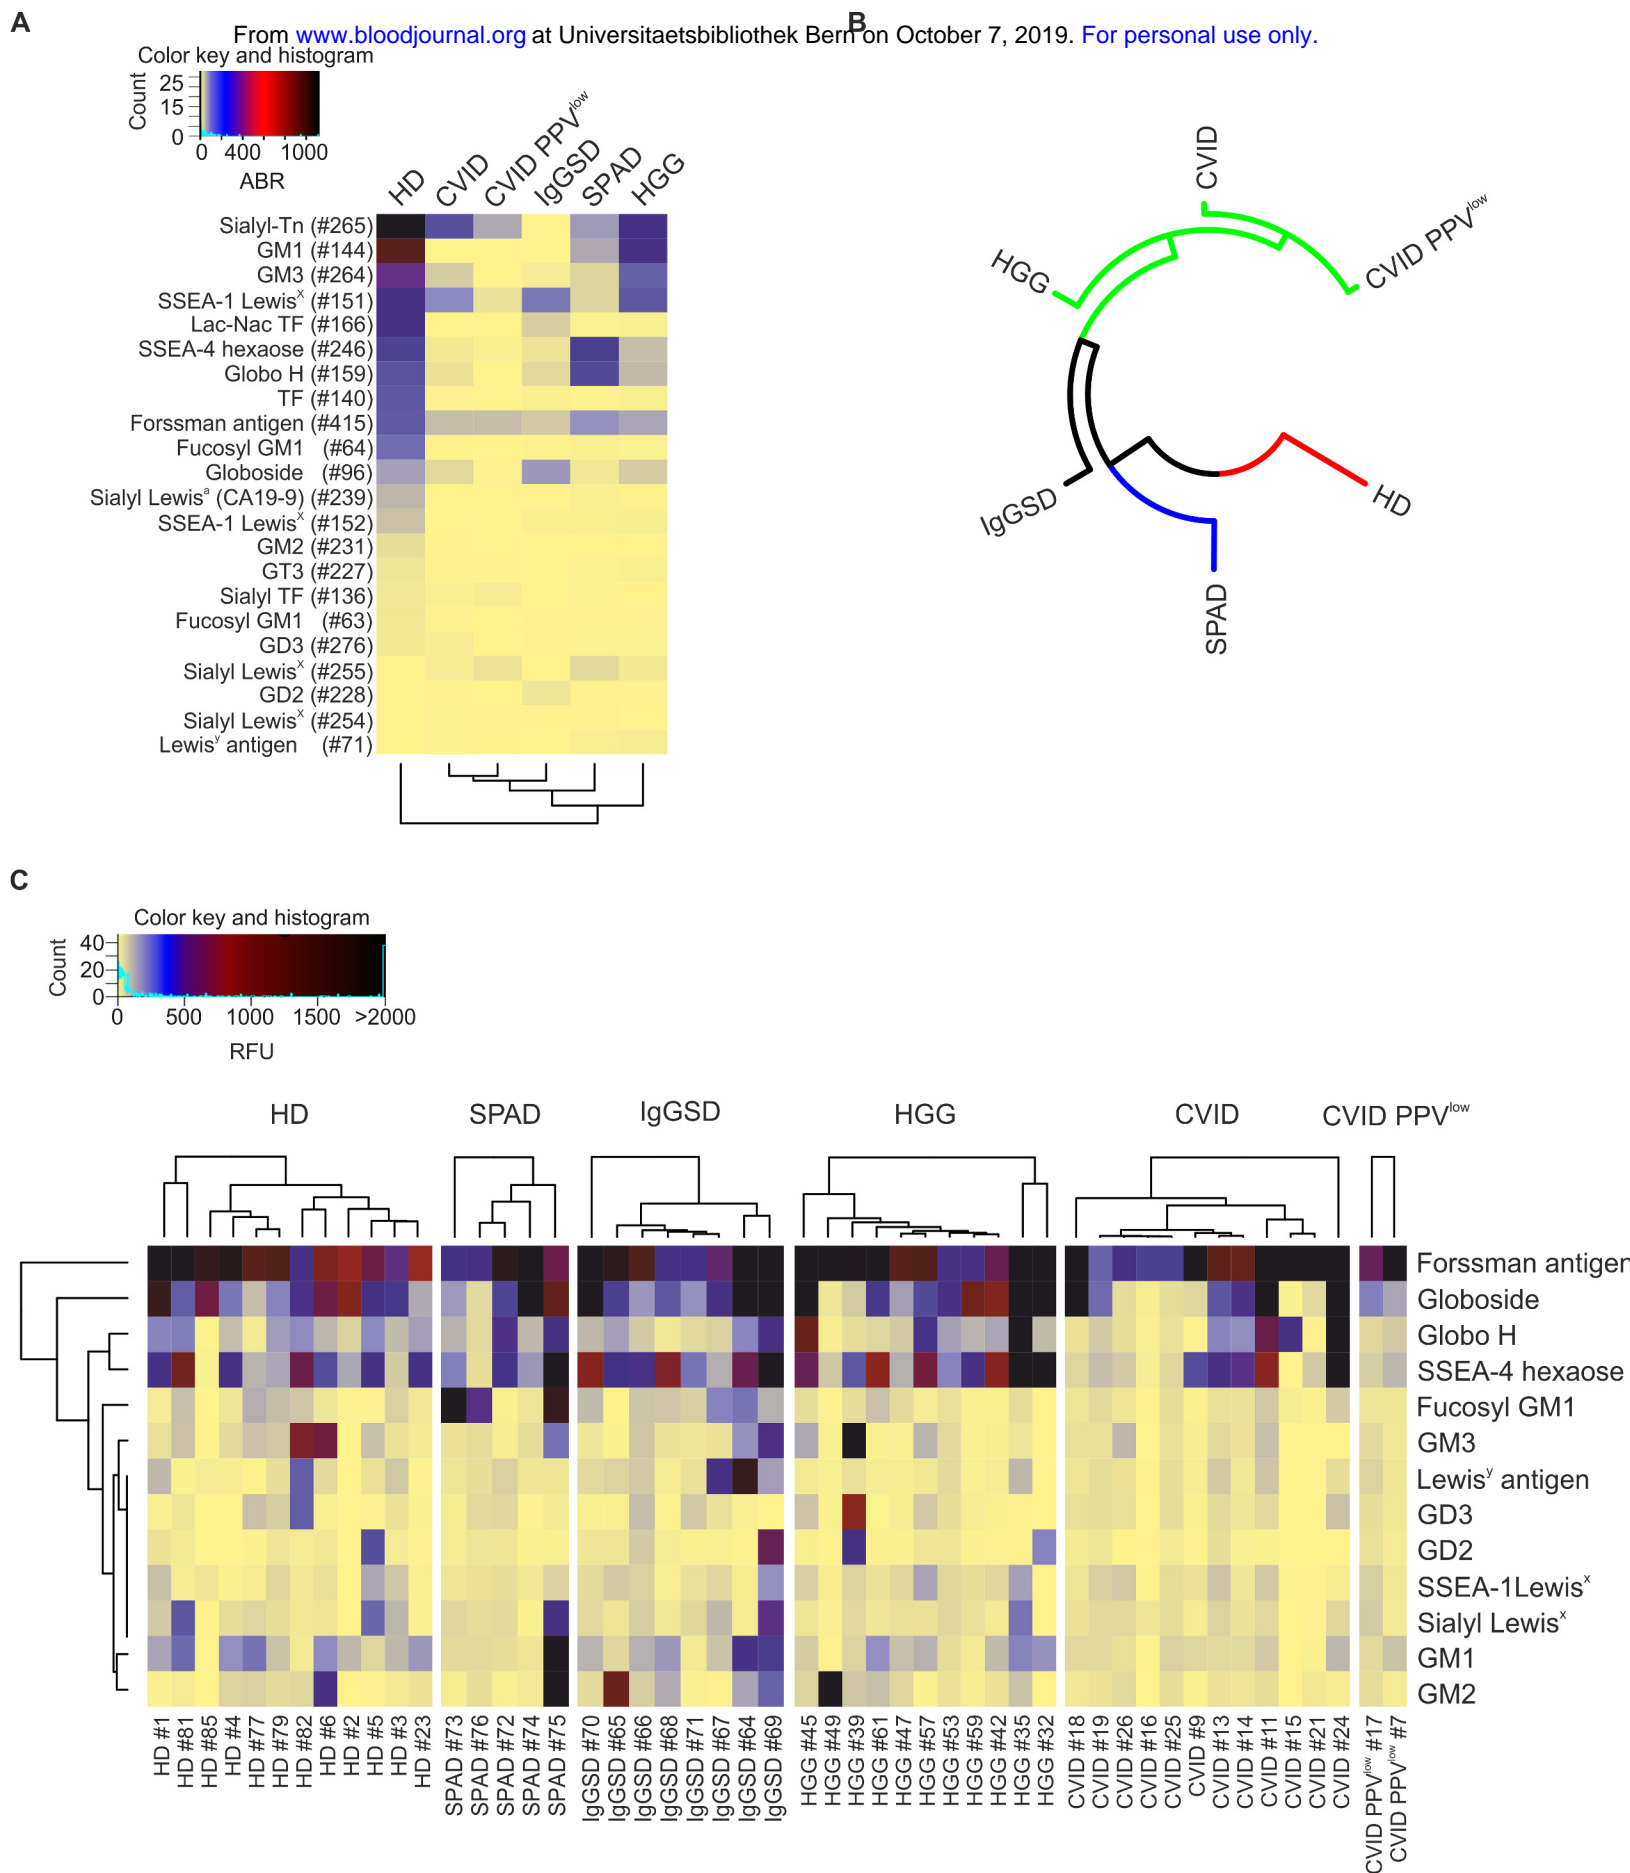 A
B
From www.bloodjournal.org at Universitaetsbibliothek Bern on October 7, 2019. For personal use only.
Color key and histogram
Count
25
15
0
0 400 1000
ABR
HD
CVID
CVID PPVlow
IgGSD
SPAD
HGG
Sialyl-Tn (#265)
GM1 (#144)
GM3 (#264)
SSEA-1 Lewisx (#151)
Lac-Nac TF (#166)
SSEA-4 hexaose (#246)
Globo H (#159)
TF (#140)
Forssman antigen (#415)
Fucosyl GM1 (#64)
Globoside (#96)
Sialyl Lewisa (CA19-9) (#239)
SSEA-1 Lewisx (#152)
GM2 (#231)
GT3 (#227)
Sialyl TF (#136)
Fucosyl GM1 (#63)
GD3 (#276)
Sialyl Lewisx (#255)
GD2 (#228)
Sialyl Lewisx (#254)
Lewisy antigen (#71)
CVID
CVID PPVlow
HGG
IgGSD
HD
SPAD
C
Color key and histogram
Count
40
20
0
0 500 1000 1500 >2000
RFU
HD SPAD IgGSD HGG CVID CVID PPVlow
Forssman antigen
Globoside
Globo H
SSEA-4 hexaose
Fucosyl GM1
GM3
Lewisy antigen
GD3
GD2
SSEA-1Lewisx
Sialyl Lewisx
GM1
GM2
HD #1
HD #81
HD #85
HD #4
HD #77
HD #79
HD #82
HD #6
HD #2
HD #5
HD #3
HD #23
SPAD #73
SPAD #76
SPAD #72
SPAD #74
SPAD #75
IgGSD #70
IgGSD #65
IgGSD #66
IgGSD #68
IgGSD #71
IgGSD #67
IgGSD #64
IgGSD #69
HGG #45
HGG #49
HGG #39
HGG #61
HGG #47
HGG #57
HGG #53
HGG #59
HGG #42
HGG #35
HGG #32
CVID #18
CVID #19
CVID #26
CVID #16
CVID #25
CVID #9
CVID #13
CVID #14
CVID #11
CVID #15
CVID #21
CVID #24
CVID PPVlow #17
CVID PPVlow #7